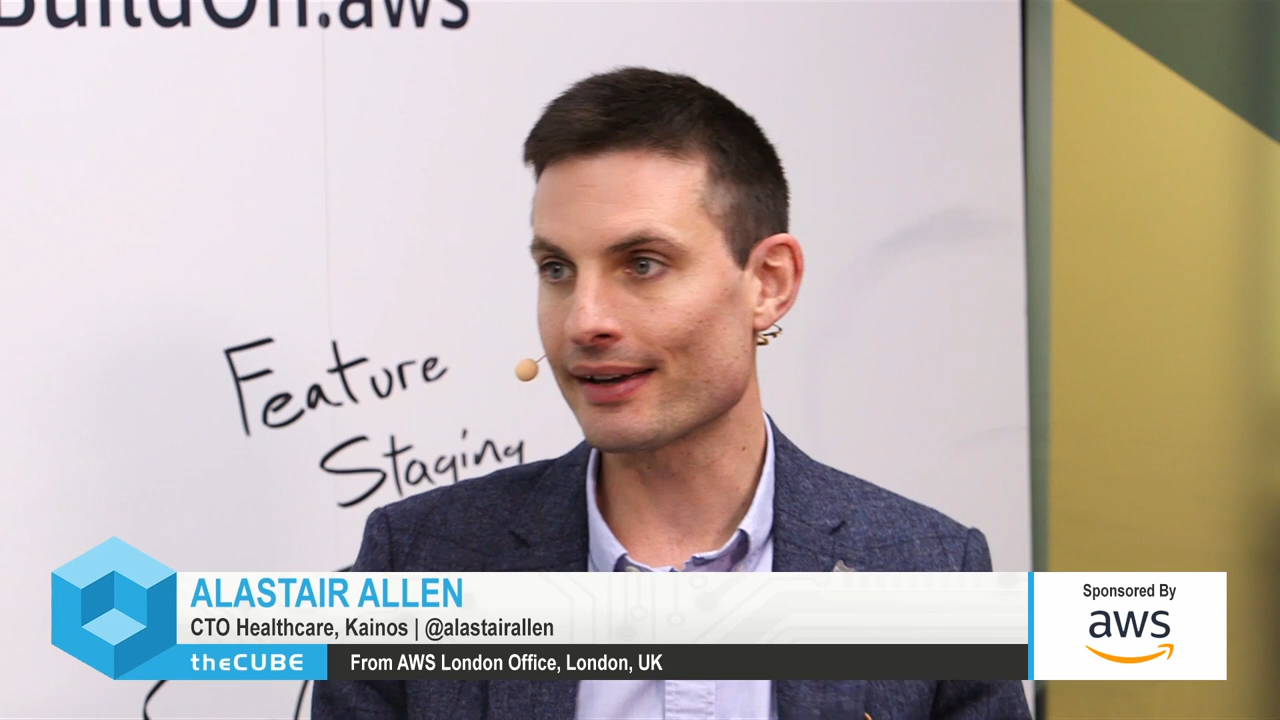 BuildOn.aws
Feature
Staging
ALASTAIR ALLEN
CTO Healthcare, Kainos | @alastairallen
theCUBE
From AWS London Office, London, UK
Sponsored By
aws